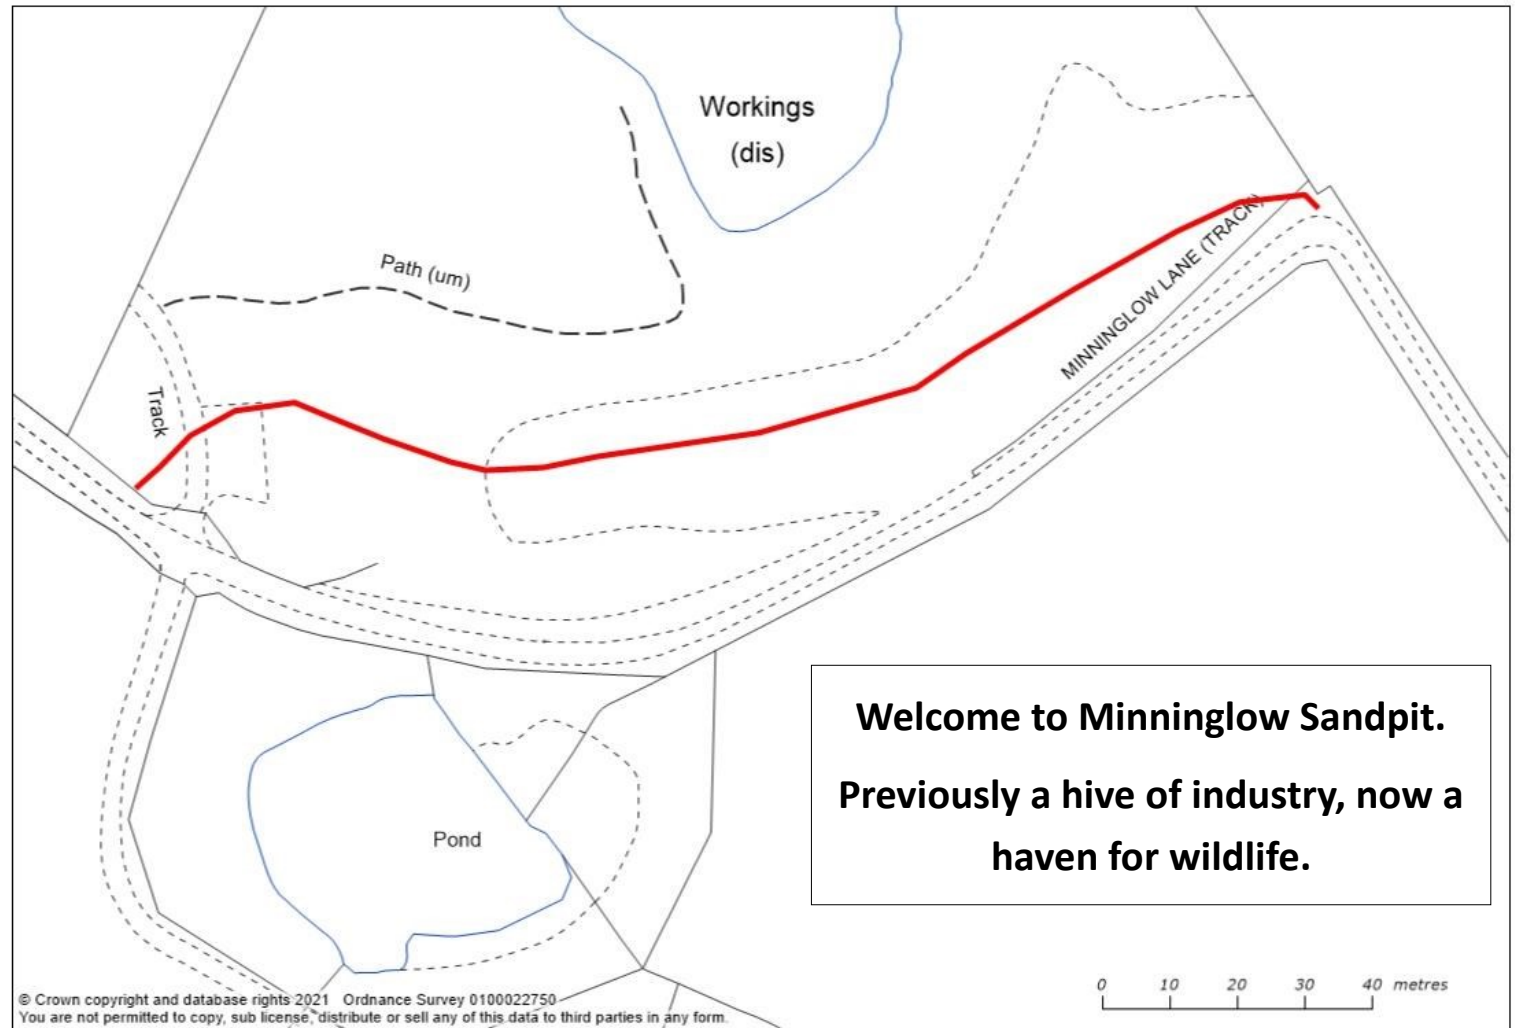 Workings
(dis)
Path (um)
MINNINGLOW LANE (TRACK)
Track
Welcome to Minninglow Sandpit.
Previously a hive of industry, now a
haven for wildlife.
Pond
0 10 20 30 40 metres
© Crown copyright and database rights 2021 Ordnance Survey 0100022750
You are not permitted to copy, sub license, distribute or sell any of this data to third parties in any form.